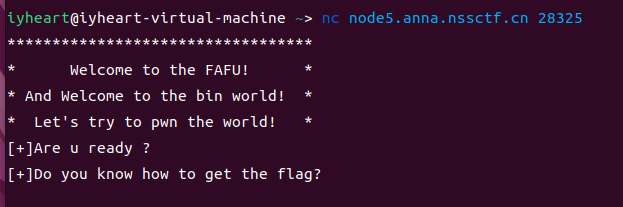 iyheart@iyheart-virtual-machine ~> nc node5.anna.nssctf.cn 28325
**********************************
*      Welcome to the FAFU!      *
* And Welcome to the bin world!  *
*  Let's try to pwn the world!   *
[+]Are u ready ?
[+]Do you know how to get the flag?